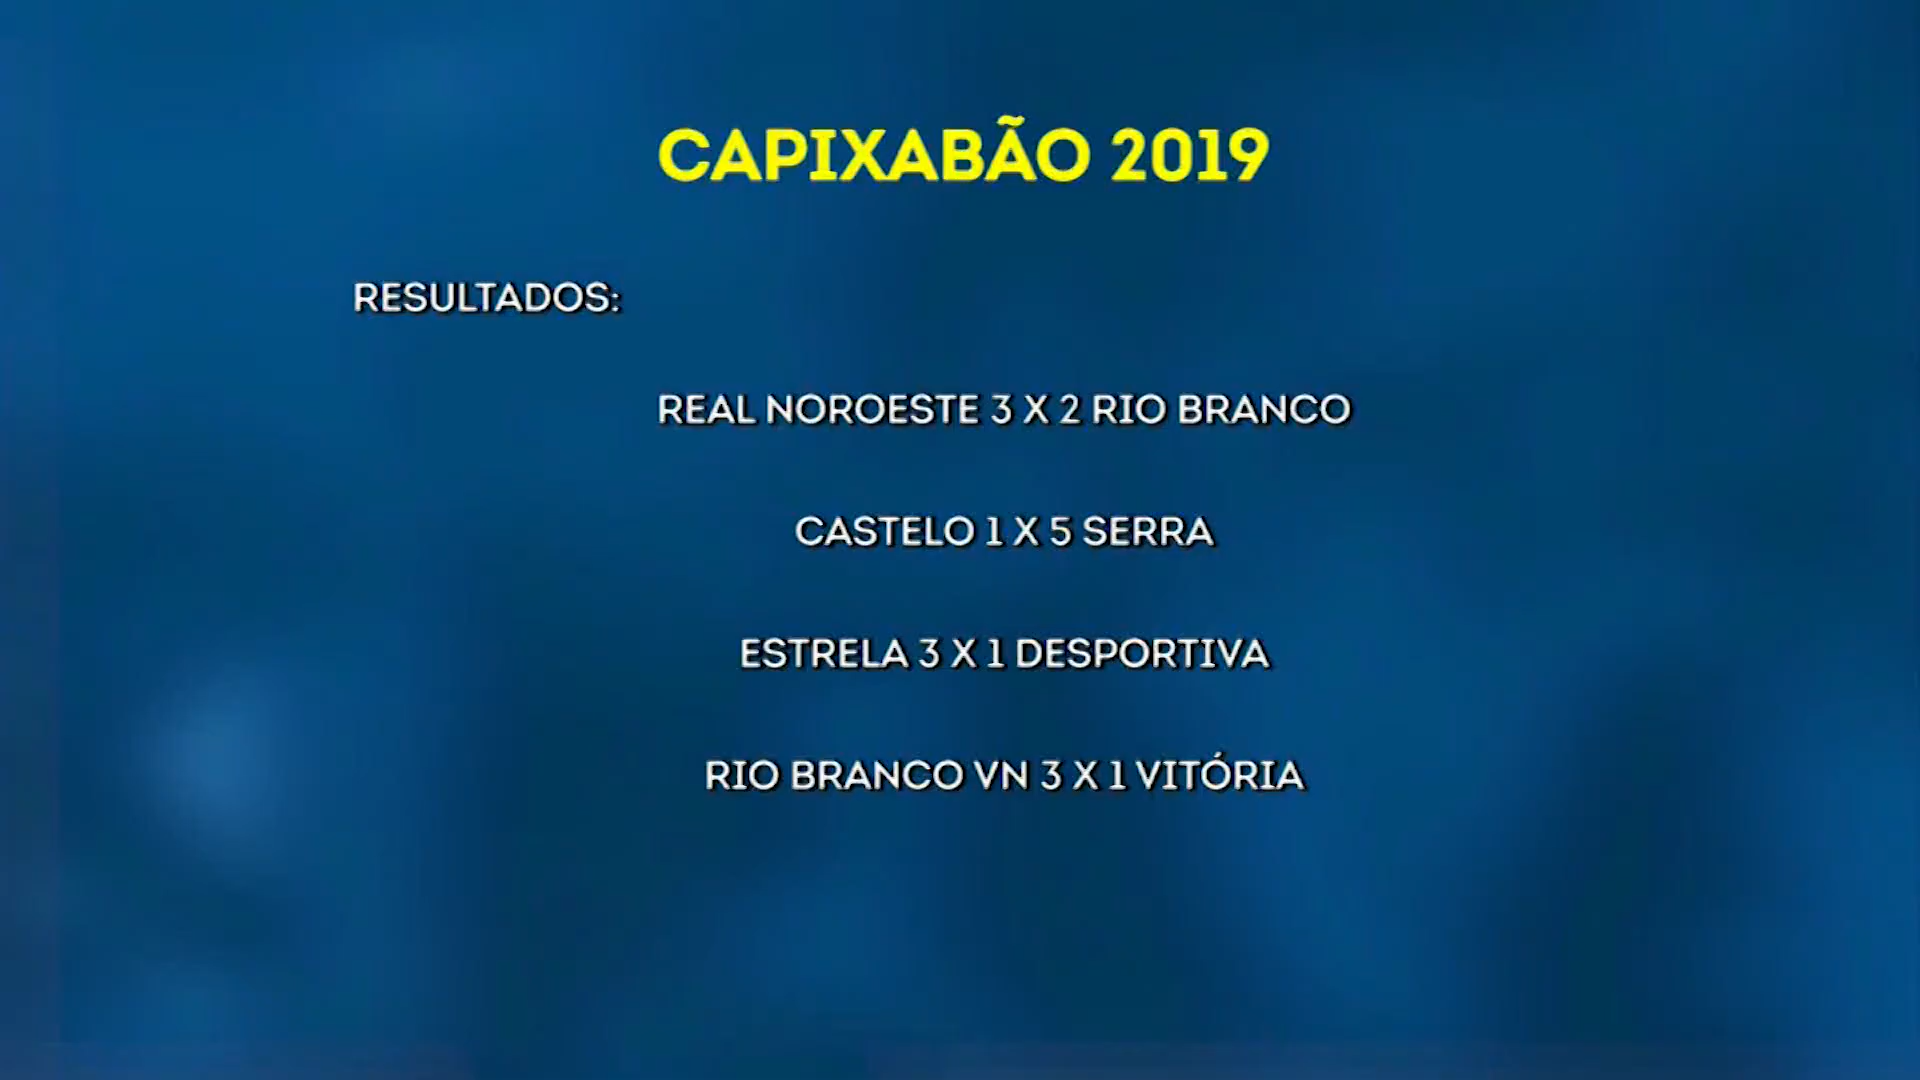 CAPIXABÃO 2019
RESULTADOS:
REAL NOROESTE 3 X 2 RIO BRANCO
CASTELO 1 X 5 SERRA
ESTRELA 3 X 1 DESPORTIVA
RIO BRANCO VN 3 X 1 VITÓRIA